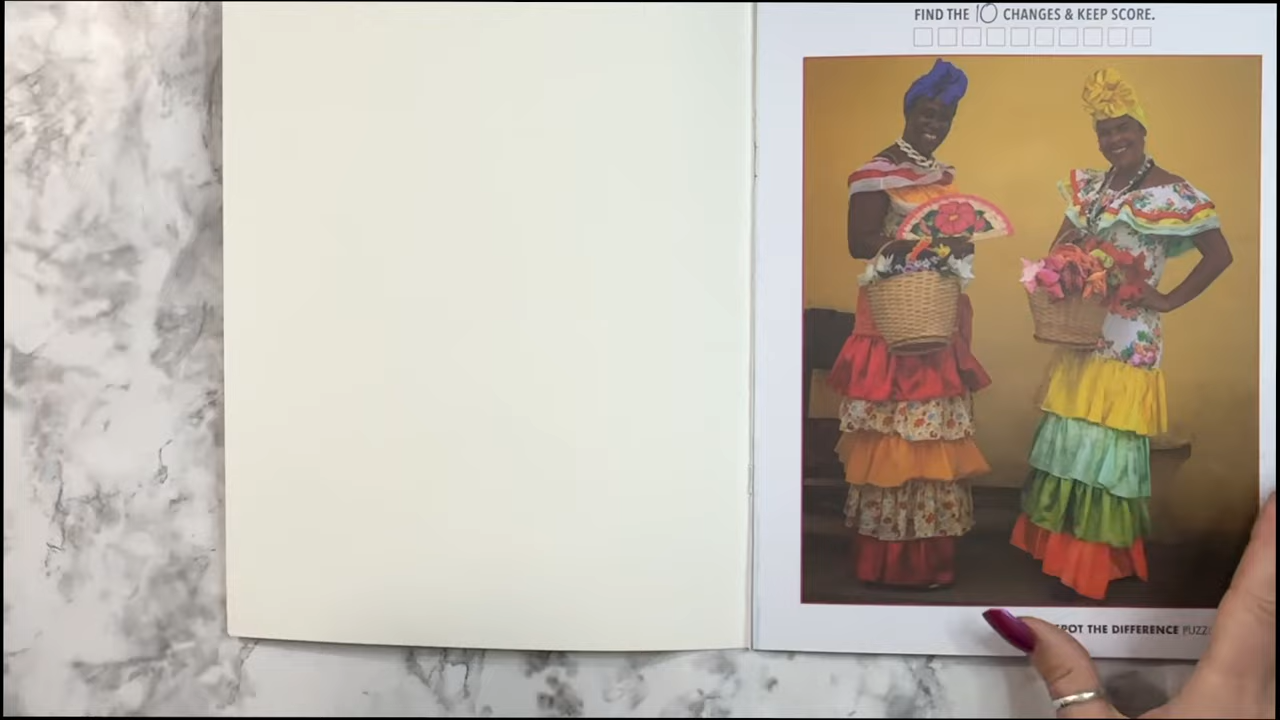 FIND THE 10 CHANGES & KEEP SCORE.
SPOT THE DIFFERENCE